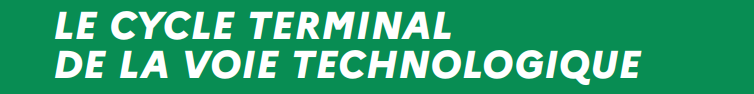 LE CYCLE TERMINAL
DE LA VOIE TECHNOLOGIQUE